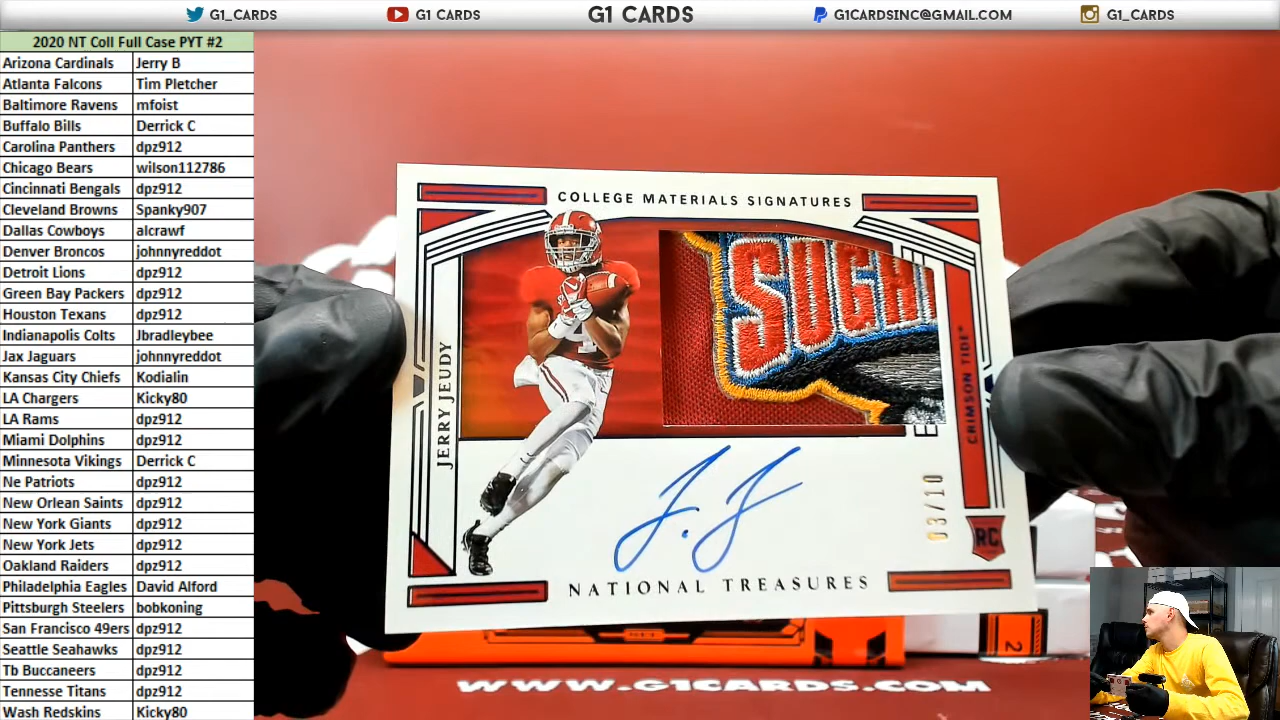 G1_CARDS G1 CARDS G1 CARDS G1CARDSINC@GMAIL.COM G1_CARDS
2020 NT Coll Full Case PYT #2
Arizona Cardinals Jerry B
Atlanta Falcons Tim Pletcher
Baltimore Ravens mfoist
Buffalo Bills Derrick C
Carolina Panthers dpz912
Chicago Bears wilson112786
Cincinnati Bengals dpz912
Cleveland Browns Spanky907
Dallas Cowboys alcrawf
Denver Broncos johnnyreddot
Detroit Lions dpz912
Green Bay Packers dpz912
Houston Texans dpz912
Indianapolis Colts Jbradleybee
Jax Jaguars johnnyreddot
Kansas City Chiefs Kodialin
LA Chargers Kicky80
LA Rams dpz912
Miami Dolphins dpz912
Minnesota Vikings Derrick C
Ne Patriots dpz912
New Orlean Saints dpz912
New York Giants dpz912
New York Jets dpz912
Oakland Raiders dpz912
Philadelphia Eagles David Alford
Pittsburgh Steelers bobkoning
San Francisco 49ers dpz912
Seattle Seahawks dpz912
Tb Buccaneers dpz912
Tennesse Titans dpz912
Wash Redskins Kicky80
COLLEGE MATERIALS SIGNATURES
JERRY JEUDY
4
SUGA
CRIMSON TIDE
J. J
03/10
RC
NATIONAL TREASURES
2
WWW.G1CARDS.COM